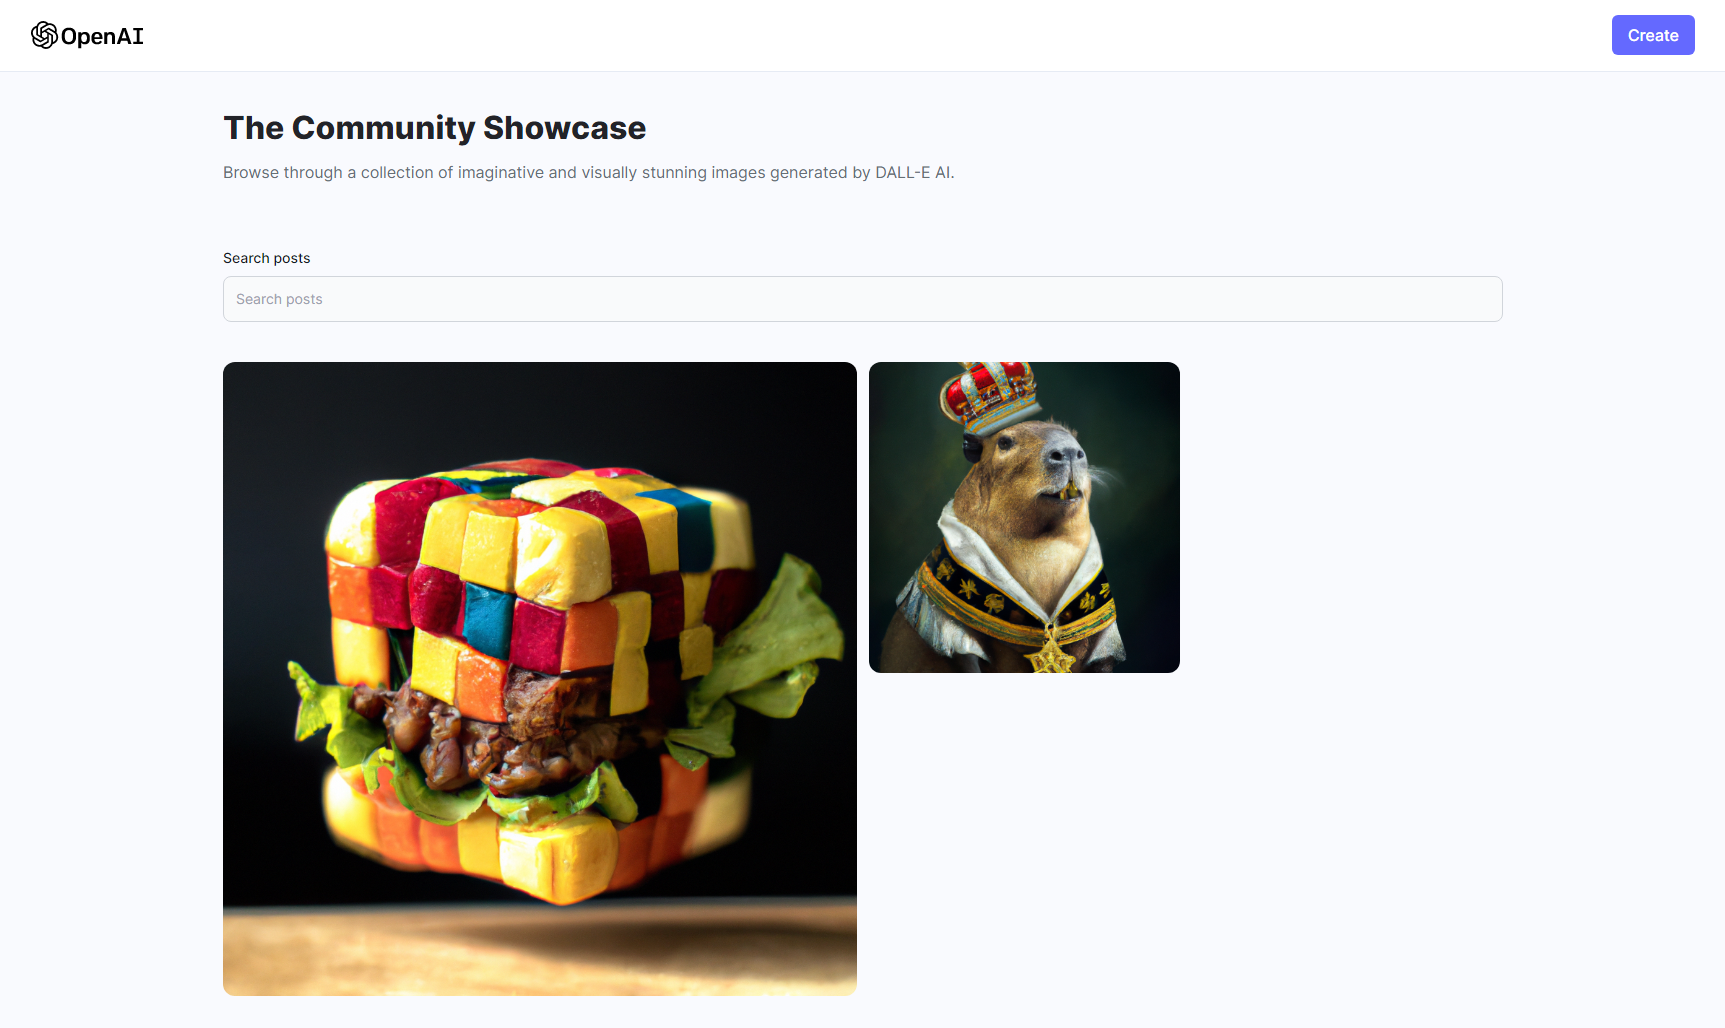 OpenAI
Create
The Community Showcase
Browse through a collection of imaginative and visually stunning images generated by DALL-E AI.
Search posts
Search posts